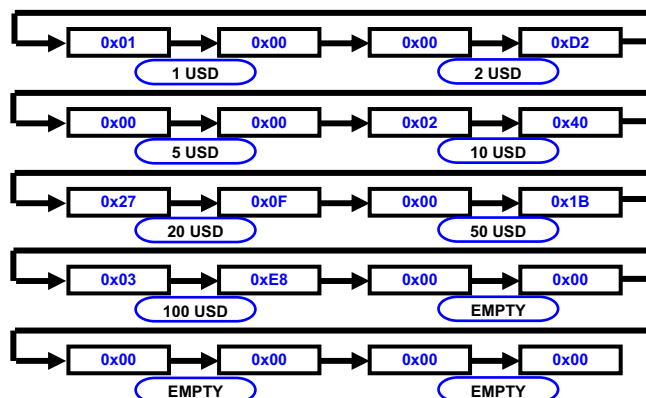 0x01 0x00 0x00 0xD2
1 USD 2 USD
0x00 0x00 0x02 0x40
5 USD 10 USD
0x27 0x0F 0x00 0x1B
20 USD 50 USD
0x03 0xE8 0x00 0x00
100 USD EMPTY
0x00 0x00 0x00 0x00
EMPTY EMPTY